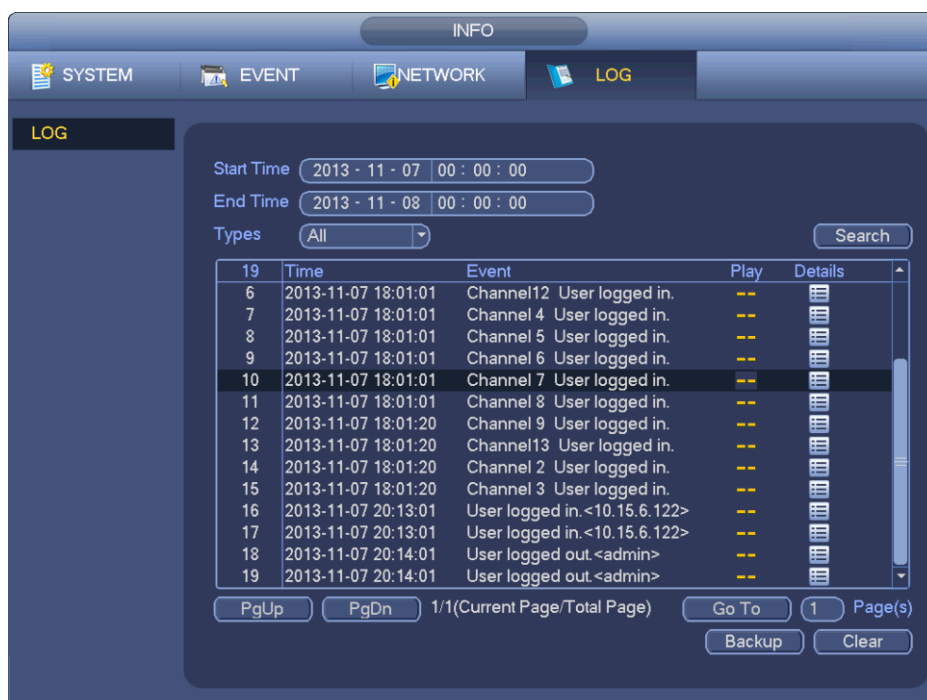 INFO
SYSTEM EVENT NETWORK LOG
LOG
Start Time 2013 - 11 - 07 00 : 00 : 00
End Time 2013 - 11 - 08 00 : 00 : 00
Types All Search
19 Time Event Play Details
6 2013-11-07 18:01:01 Channel12 User logged in. --
7 2013-11-07 18:01:01 Channel 4 User logged in. --
8 2013-11-07 18:01:01 Channel 5 User logged in. --
9 2013-11-07 18:01:01 Channel 6 User logged in. --
10 2013-11-07 18:01:01 Channel 7 User logged in. --
11 2013-11-07 18:01:01 Channel 8 User logged in. --
12 2013-11-07 18:01:20 Channel 9 User logged in. --
13 2013-11-07 18:01:20 Channel13 User logged in. --
14 2013-11-07 18:01:20 Channel 2 User logged in. --
15 2013-11-07 18:01:20 Channel 3 User logged in. --
16 2013-11-07 20:13:01 User logged in.<10.15.6.122> --
17 2013-11-07 20:13:01 User logged in.<10.15.6.122> --
18 2013-11-07 20:14:01 User logged out.<admin> --
19 2013-11-07 20:14:01 User logged out.<admin> --
PgUp PgDn 1/1(Current Page/Total Page) Go To 1 Page(s)
Backup Clear